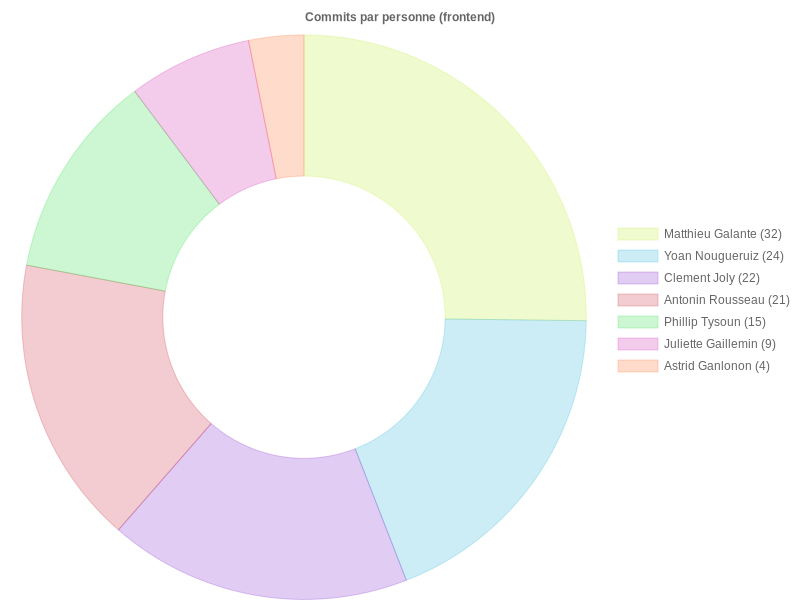 Commits par personne (frontend)
Matthieu Galante (32)
Yoan Nougueruiz (24)
Clement Joly (22)
Antonin Rousseau (21)
Phillip Tysoun (15)
Juliette Gaillemin (9)
Astrid Ganlonon (4)